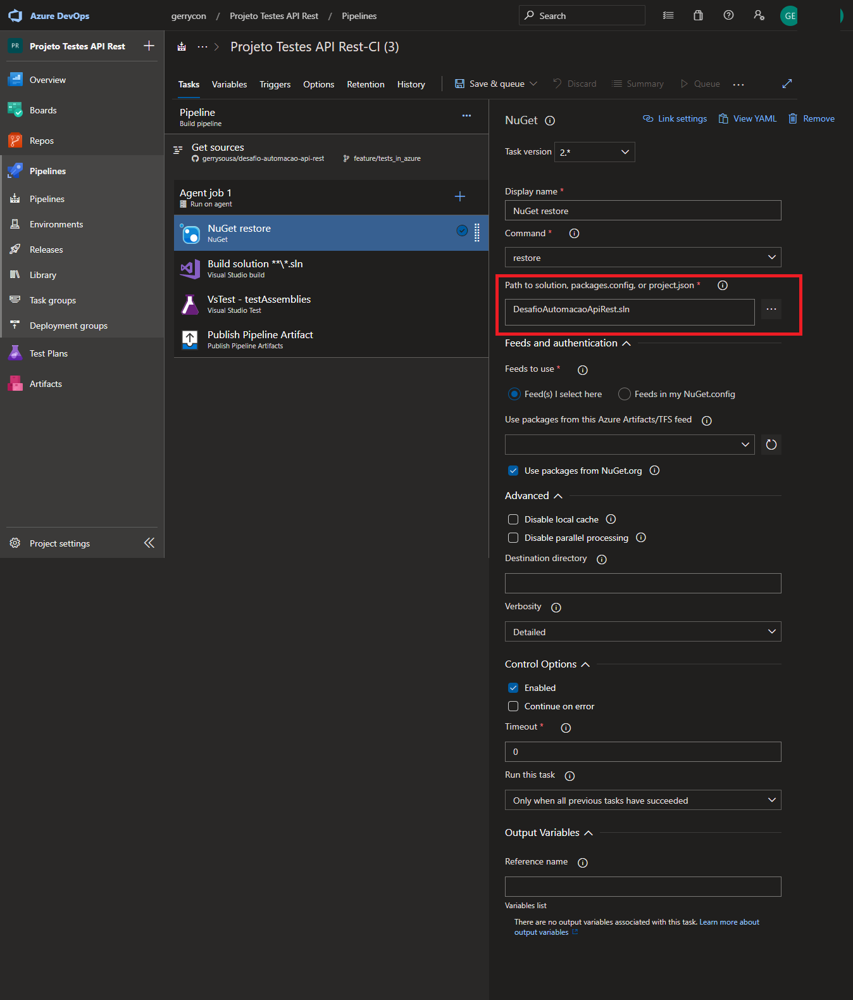 Azure DevOps
gerrycon / Projeto Testes API Rest / Pipelines
Search
GE
PR Projeto Testes API Rest
Overview
Boards
Repos
Pipelines
Pipelines
Environments
Releases
Library
Task groups
Deployment groups
Test Plans
Artifacts
Project settings
Projeto Testes API Rest-CI (3)
Tasks Variables Triggers Options Retention History
Save & queue Discard Summary Queue
Pipeline
Build pipeline
Get sources
gerrysousa/desafio-automacao-api-rest feature/tests_in_azure
Agent job 1
Run on agent
NuGet restore
NuGet
Build solution **\*.sln
Visual Studio build
VsTest - testAssemblies
Visual Studio Test
Publish Pipeline Artifact
Publish Pipeline Artifacts
NuGet
Link settings View YAML Remove
Task version 2.*
Display name *
NuGet restore
Command *
restore
Path to solution, packages.config, or project.json *
DesafioAutomacaoApiRest.sln
Feeds and authentication
Feeds to use *
Feed(s) I select here Feeds in my NuGet.config
Use packages from this Azure Artifacts/TFS feed
Use packages from NuGet.org
Advanced
Disable local cache
Disable parallel processing
Destination directory
Verbosity
Detailed
Control Options
Enabled
Continue on error
Timeout *
0
Run this task
Only when all previous tasks have succeeded
Output Variables
Reference name
Variables list
There are no output variables associated with this task. Learn more about
output variables